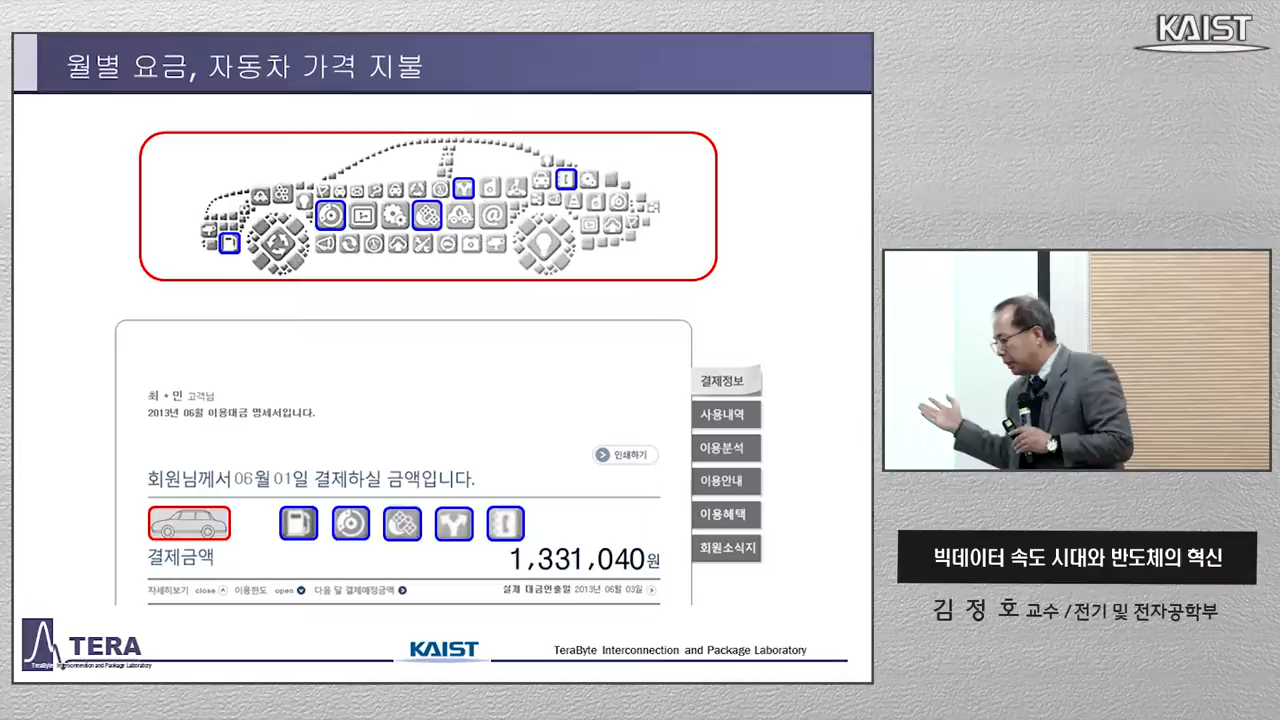 KAIST
월별 요금, 자동차 가격 지불
최 * 민 고객님
2013년 06월 이용대금 명세서입니다.
인쇄하기
회원님께서 06월 01일 결제하실 금액입니다.
결제금액
1,331,040원
자세히보기 close 이용한도 open 다음 달 결제예정금액
실제 대금인출일 2013년 06월 03일
결제정보
사용내역
이용분석
이용안내
이용혜택
회원소식지
TERA
TeraByte Interconnection and Package Laboratory
KAIST
TeraByte Interconnection and Package Laboratory
빅데이터 속도 시대와 반도체의 혁신
김 정 호 교수 / 전기 및 전자공학부